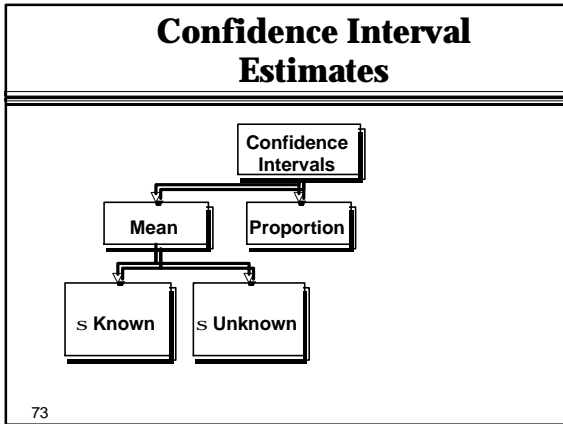 Confidence Interval
Estimates
Confidence
Intervals
Mean
Proportion
s Known
s Unknown
73